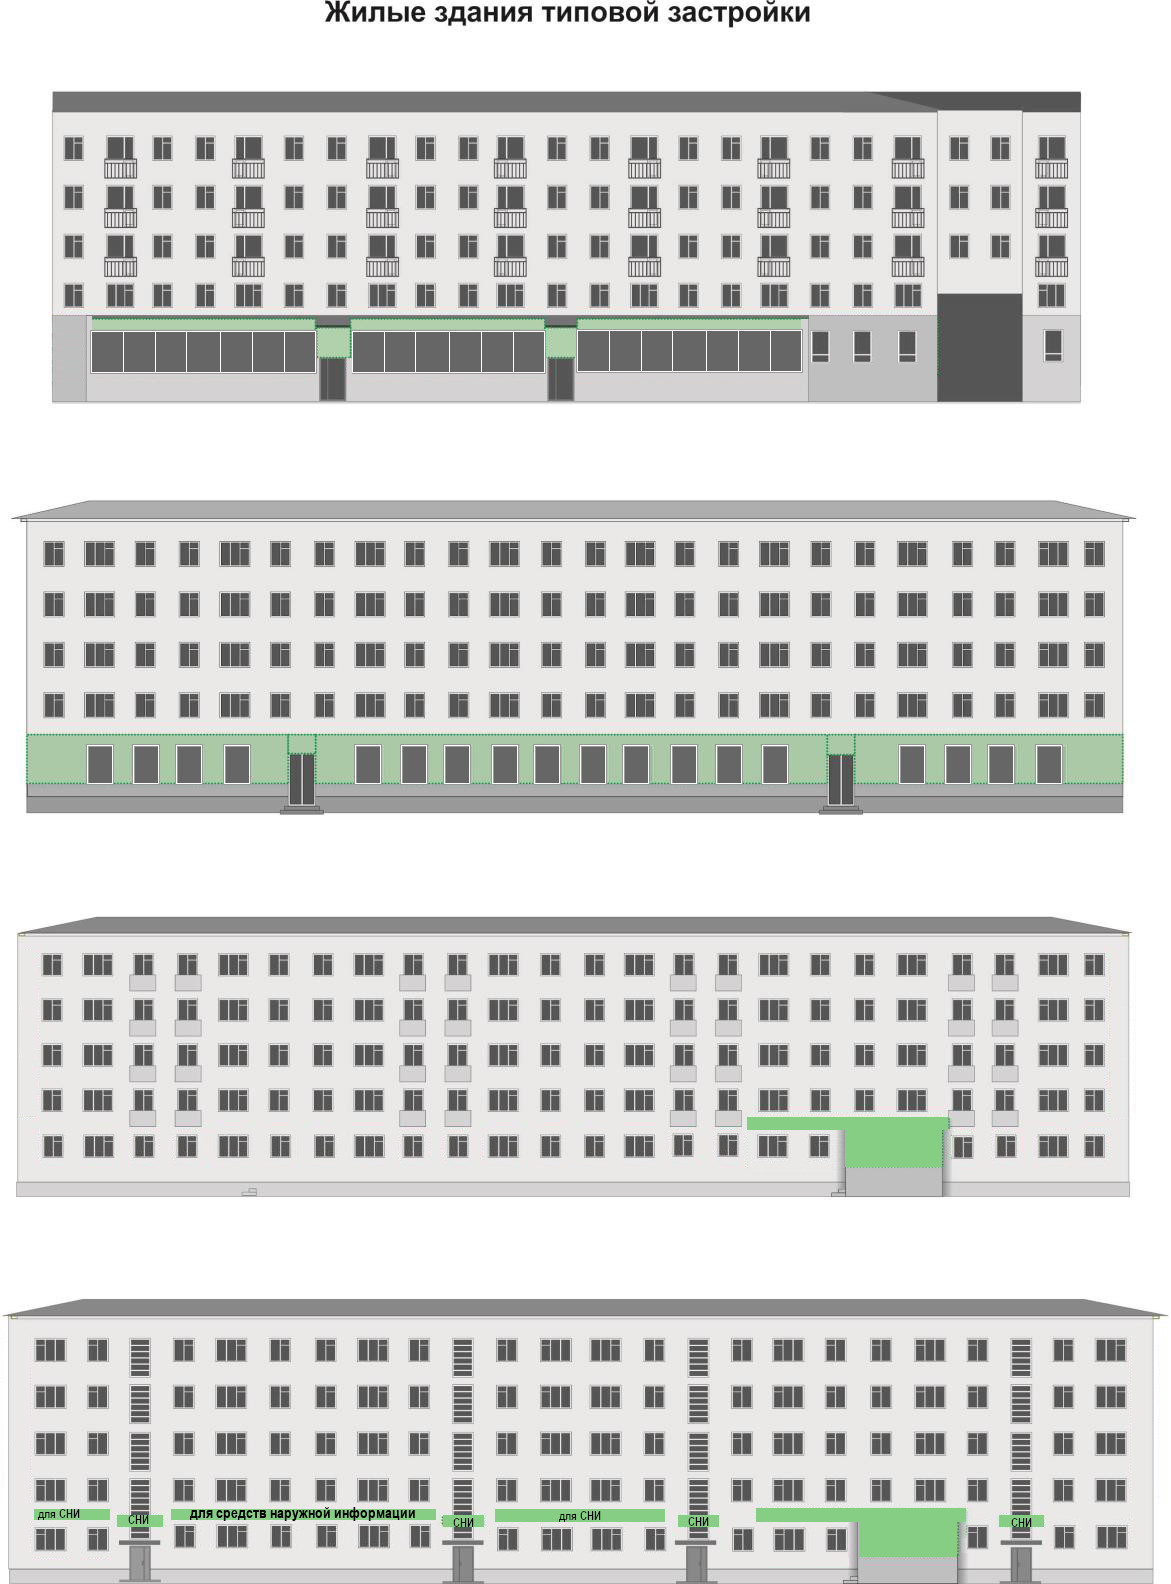 Жилые здания типовой застройки
для СНИ
СНИ
для средств наружной информации
СНИ
для СНИ
СНИ
СНИ